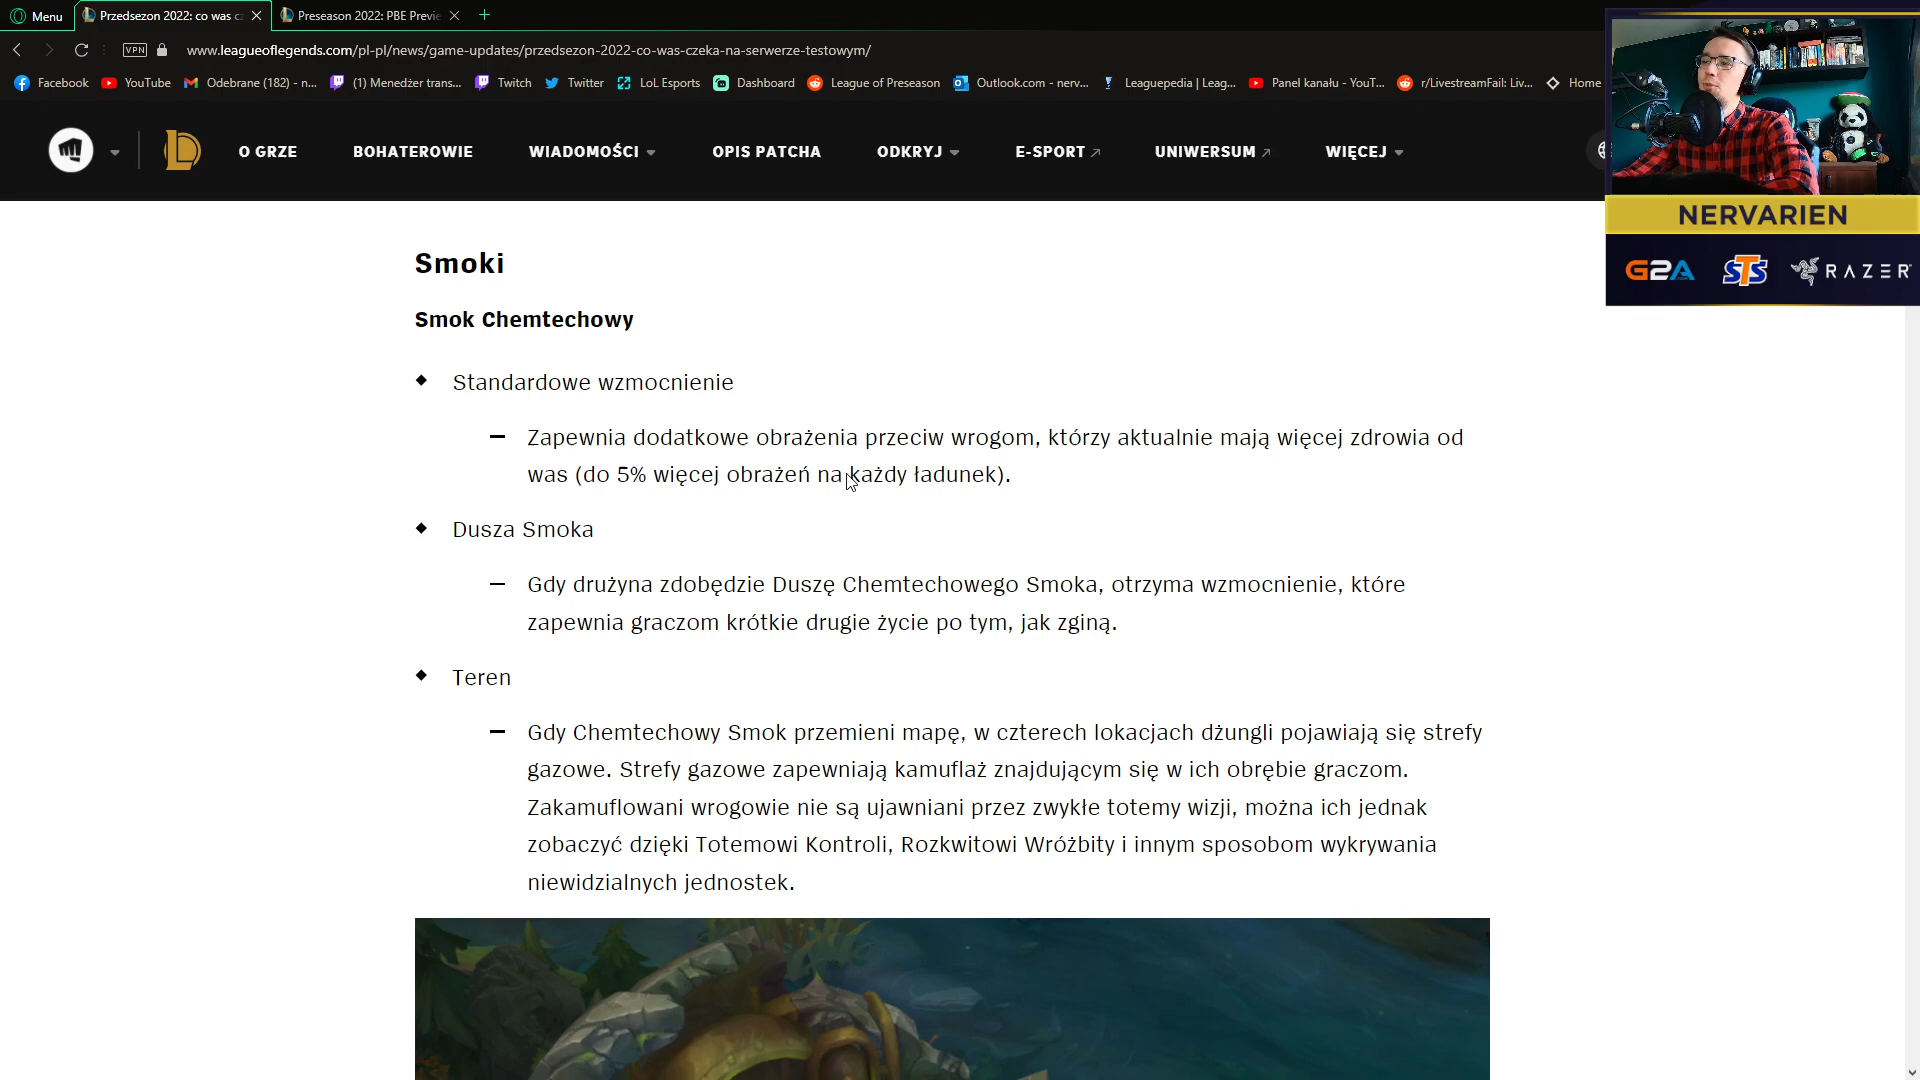 Menu
Przedsezon 2022: co was cz
Preseason 2022: PBE Previe
VPN
www.leagueoflegends.com/pl-pl/news/game-updates/przedsezon-2022-co-was-czeka-na-serwerze-testowym/
Facebook
YouTube
Odebrane (182) - n...
(1) Menedżer trans...
Twitch
Twitter
LoL Esports
Dashboard
League of Preseason
Outlook.com - nerv...
Leaguepedia | Leag...
Panel kanału - YouT...
r/LivestreamFail: Liv...
Home
O GRZE
BOHATEROWIE
WIADOMOŚCI
OPIS PATCHA
ODKRYJ
E-SPORT
UNIWERSUM
WIĘCEJ
NERVARIEN
G2A
STS
RAZER
Smoki
Smok Chemtechowy
Standardowe wzmocnienie
— Zapewnia dodatkowe obrażenia przeciw wrogom, którzy aktualnie mają więcej zdrowia od
was (do 5% więcej obrażeń na każdy ładunek).
Dusza Smoka
— Gdy drużyna zdobędzie Duszę Chemtechowego Smoka, otrzyma wzmocnienie, które
zapewnia graczom krótkie drugie życie po tym, jak zginą.
Teren
— Gdy Chemtechowy Smok przemieni mapę, w czterech lokacjach dżungli pojawiają się strefy
gazowe. Strefy gazowe zapewniają kamuflaż znajdującym się w ich obrębie graczom.
Zakamuflowani wrogowie nie są ujawniani przez zwykłe totemy wizji, można ich jednak
zobaczyć dzięki Totemowi Kontroli, Rozkwitowi Wróżbity i innym sposobom wykrywania
niewidzialnych jednostek.